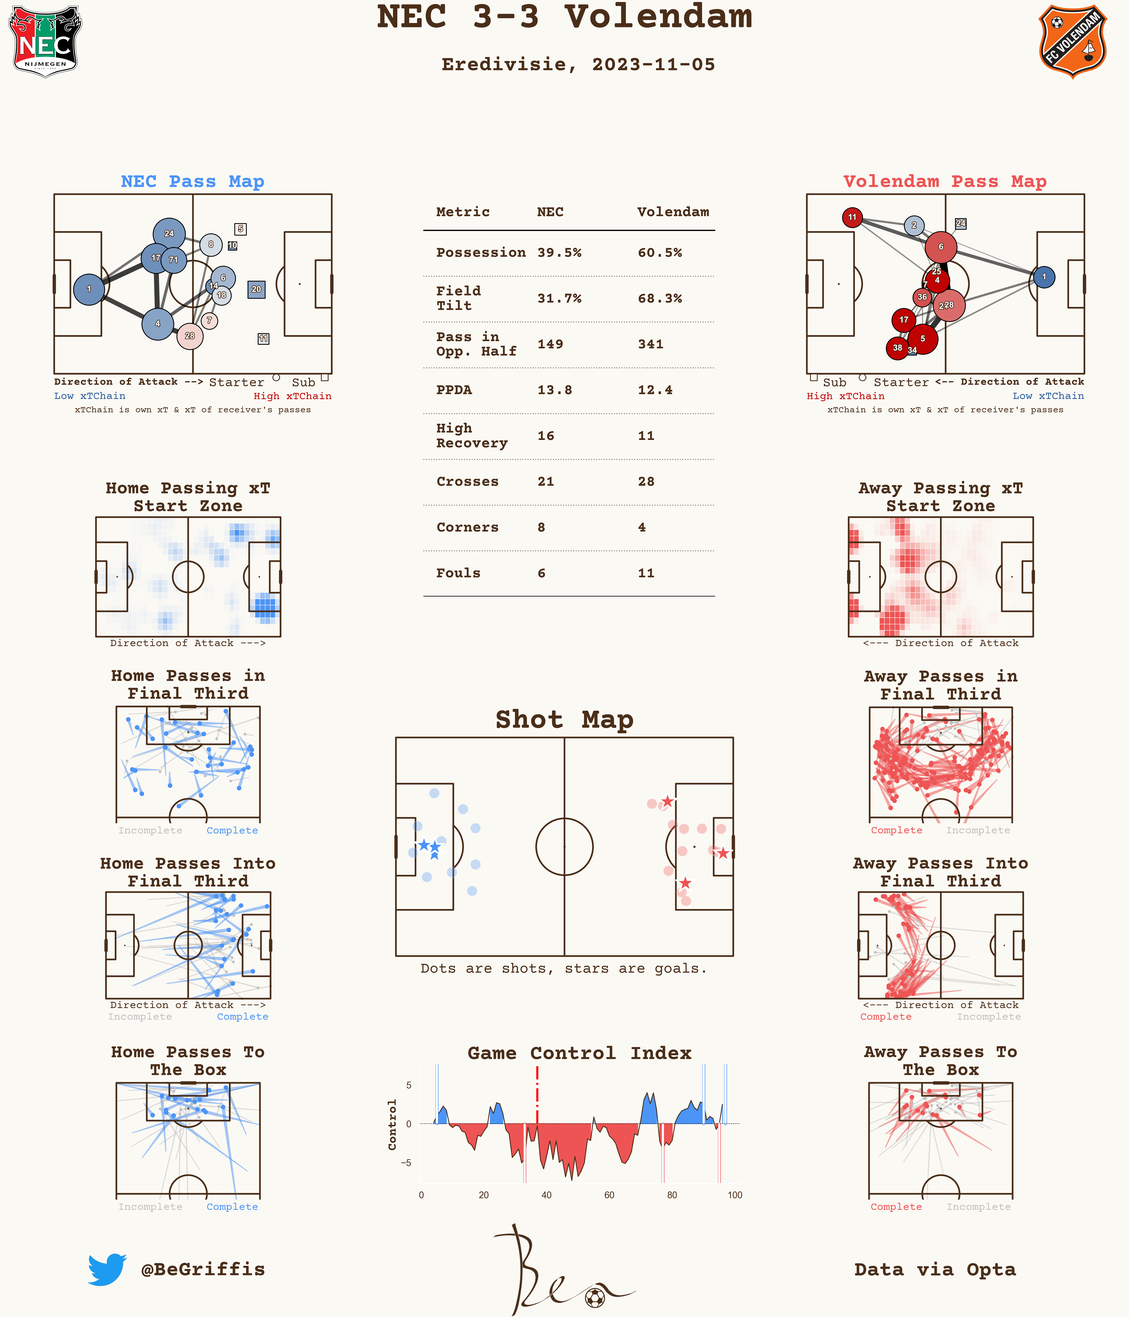 NEC 3-3 Volendam
Eredivisie, 2023-11-05
NEC
NIJMEGEN
FC VOLENDAM
NEC Pass Map
24
17
71
8
5
10
1
6
14
18
20
4
28
7
11
Direction of Attack --> Starter Sub
Low xTChain High xTChain
xTChain is own xT & xT of receiver's passes
Metric NEC Volendam
Possession 39.5% 60.5%
Field
Tilt 31.7% 68.3%
Pass in
Opp. Half 149 341
PPDA 13.8 12.4
High
Recovery 16 11
Crosses 21 28
Corners 8 4
Fouls 6 11
Volendam Pass Map
11
2
24
6
25
4
1
7
36
28
17
5
38
34
Sub Starter <-- Direction of Attack
High xTChain Low xTChain
xTChain is own xT & xT of receiver's passes
Home Passing xT
Start Zone
Direction of Attack --->
Away Passing xT
Start Zone
<--- Direction of Attack
Home Passes in
Final Third
Incomplete Complete
Away Passes in
Final Third
Complete Incomplete
Shot Map
Dots are shots, stars are goals.
Home Passes Into
Final Third
Direction of Attack --->
Incomplete Complete
Away Passes Into
Final Third
<--- Direction of Attack
Complete Incomplete
Home Passes To
The Box
Incomplete Complete
Game Control Index
Control
5
0
−5
0 20 40 60 80 100
Away Passes To
The Box
Complete Incomplete
@BeGriffis
Bea
Data via Opta